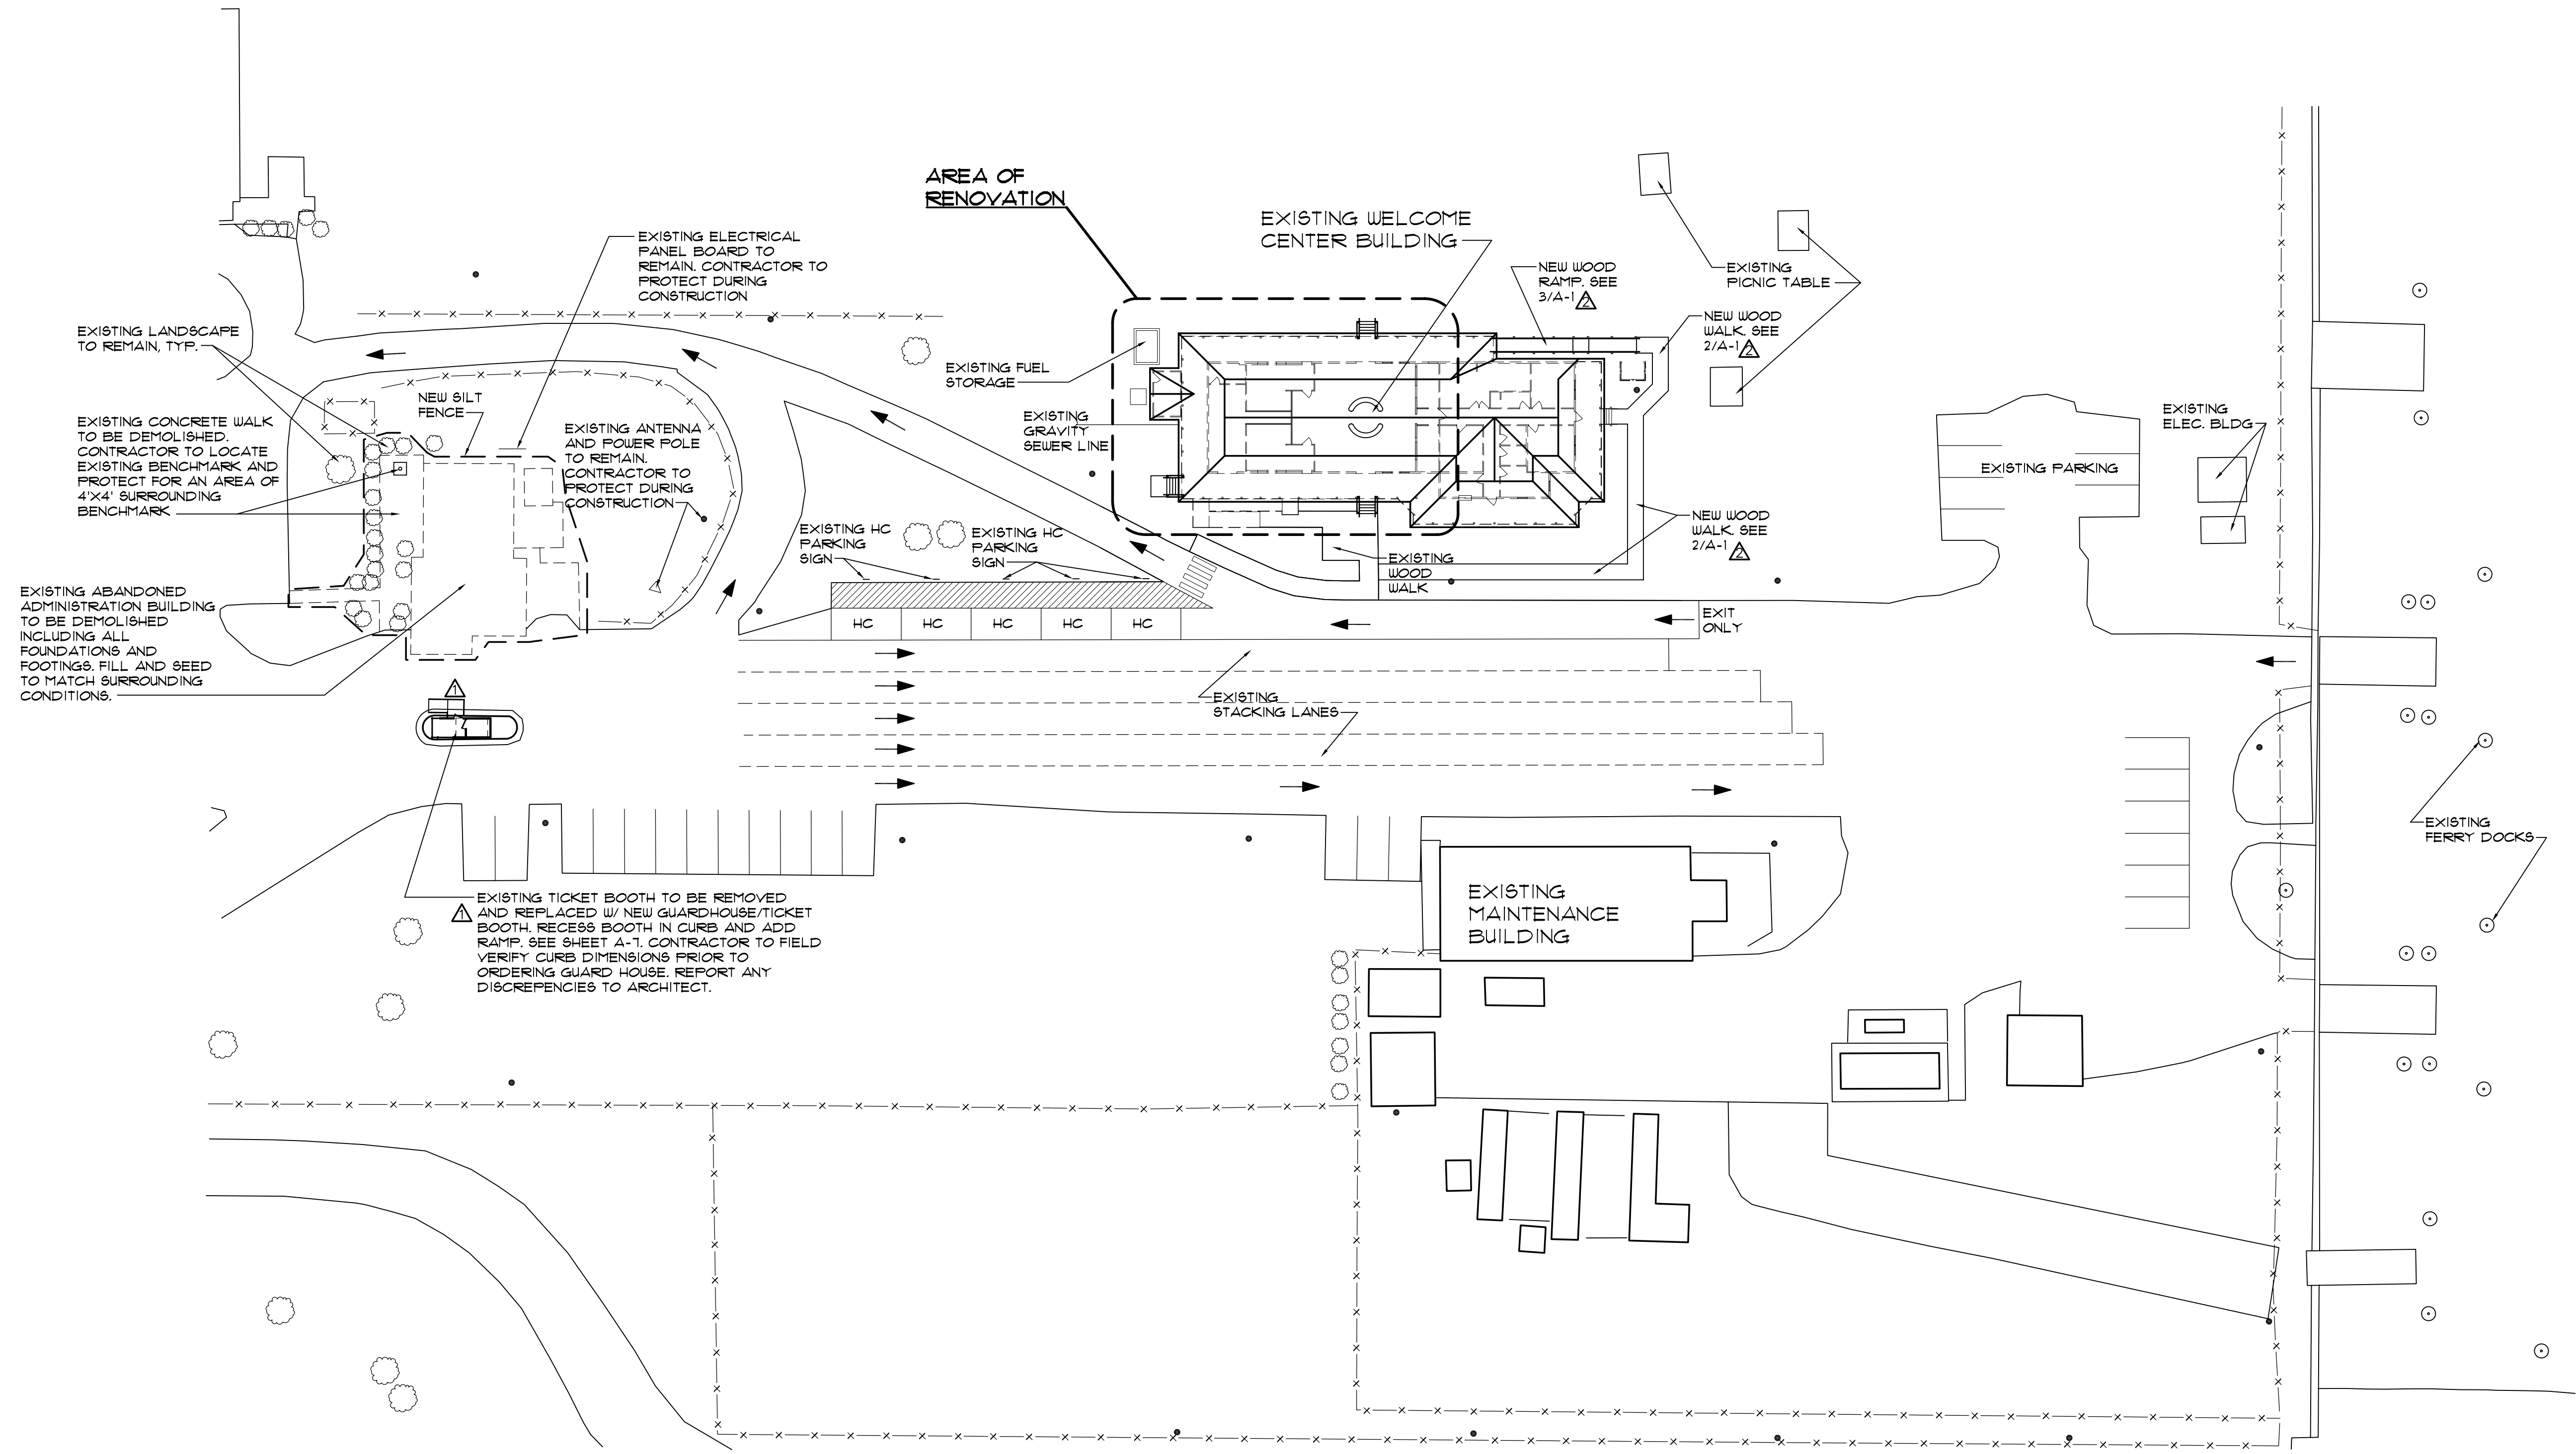 AREA OF
RENOVATION
EXISTING WELCOME
CENTER BUILDING
EXISTING ELECTRICAL
PANEL BOARD TO
REMAIN. CONTRACTOR TO
PROTECT DURING
CONSTRUCTION
NEW WOOD
RAMP. SEE
3/A-1
2
EXISTING
PICNIC TABLE
NEW WOOD
WALK. SEE
2/A-1
2
EXISTING LANDSCAPE
TO REMAIN, TYP.
EXISTING FUEL
STORAGE
NEW SILT
FENCE
EXISTING
GRAVITY
SEWER LINE
EXISTING CONCRETE WALK
TO BE DEMOLISHED.
CONTRACTOR TO LOCATE
EXISTING BENCHMARK AND
PROTECT FOR AN AREA OF
4'X4' SURROUNDING
BENCHMARK
EXISTING ANTENNA
AND POWER POLE
TO REMAIN.
CONTRACTOR TO
PROTECT DURING
CONSTRUCTION
EXISTING
ELEC. BLDG
EXISTING PARKING
EXISTING HC
PARKING
SIGN
EXISTING HC
PARKING
SIGN
EXISTING
WOOD
WALK
NEW WOOD
WALK. SEE
2/A-1
2
EXISTING ABANDONED
ADMINISTRATION BUILDING
TO BE DEMOLISHED
INCLUDING ALL
FOUNDATIONS AND
FOOTINGS. FILL AND SEED
TO MATCH SURROUNDING
CONDITIONS.
HC
HC
HC
HC
HC
EXIT
ONLY
1
EXISTING
STACKING LANES
EXISTING
FERRY DOCKS
1
EXISTING TICKET BOOTH TO BE REMOVED
AND REPLACED W/ NEW GUARDHOUSE/TICKET
BOOTH. RECESS BOOTH IN CURB AND ADD
RAMP. SEE SHEET A-7. CONTRACTOR TO FIELD
VERIFY CURB DIMENSIONS PRIOR TO
ORDERING GUARD HOUSE. REPORT ANY
DISCREPENCIES TO ARCHITECT.
EXISTING
MAINTENANCE
BUILDING